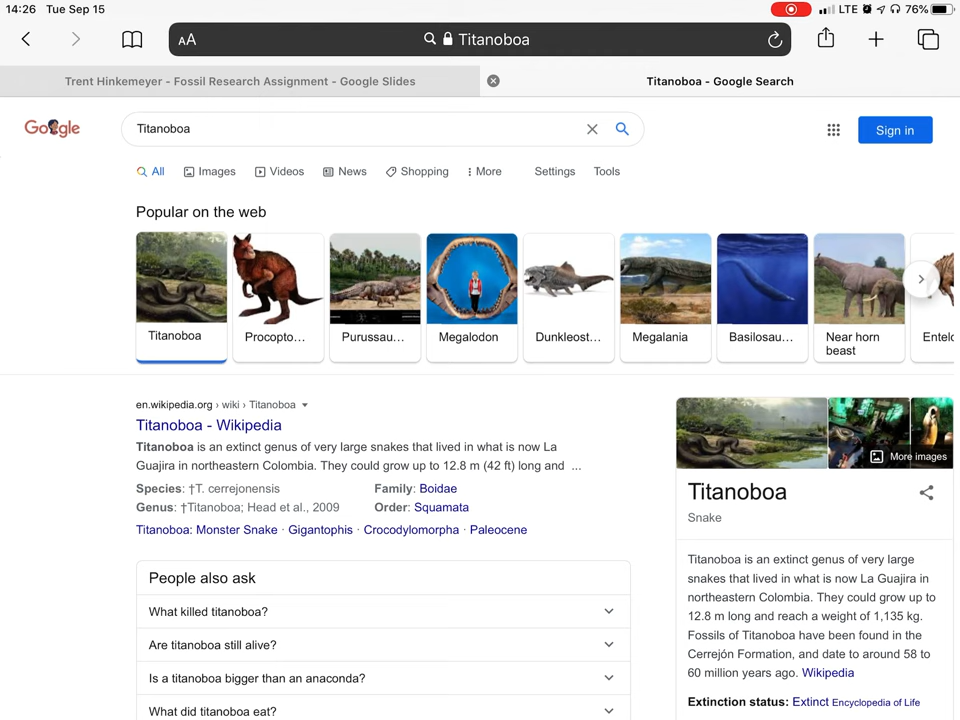 14:26 Tue Sep 15
LTE 76%
AA Titanoboa
Trent Hinkemeyer - Fossil Research Assignment - Google Slides
Titanoboa - Google Search
Google
Titanoboa
Sign in
All Images Videos News Shopping More Settings Tools
Popular on the web
Titanoboa
Procopto...
Purussau...
Megalodon
Dunkleost...
Megalania
Basilosau...
Near horn
beast
Entelo
en.wikipedia.org › wiki › Titanoboa
Titanoboa - Wikipedia
Titanoboa is an extinct genus of very large snakes that lived in what is now La
Guajira in northeastern Colombia. They could grow up to 12.8 m (42 ft) long and ...
Species: †T. cerrejonensis Family: Boidae
Genus: †Titanoboa; Head et al., 2009 Order: Squamata
Titanoboa: Monster Snake · Gigantophis · Crocodylomorpha · Paleocene
People also ask
What killed titanoboa?
Are titanoboa still alive?
Is a titanoboa bigger than an anaconda?
What did titanoboa eat?
More images
Titanoboa
Snake
Titanoboa is an extinct genus of very large
snakes that lived in what is now La Guajira in
northeastern Colombia. They could grow up to
12.8 m long and reach a weight of 1,135 kg.
Fossils of Titanoboa have been found in the
Cerrejón Formation, and date to around 58 to
60 million years ago. Wikipedia
Extinction status: Extinct Encyclopedia of Life